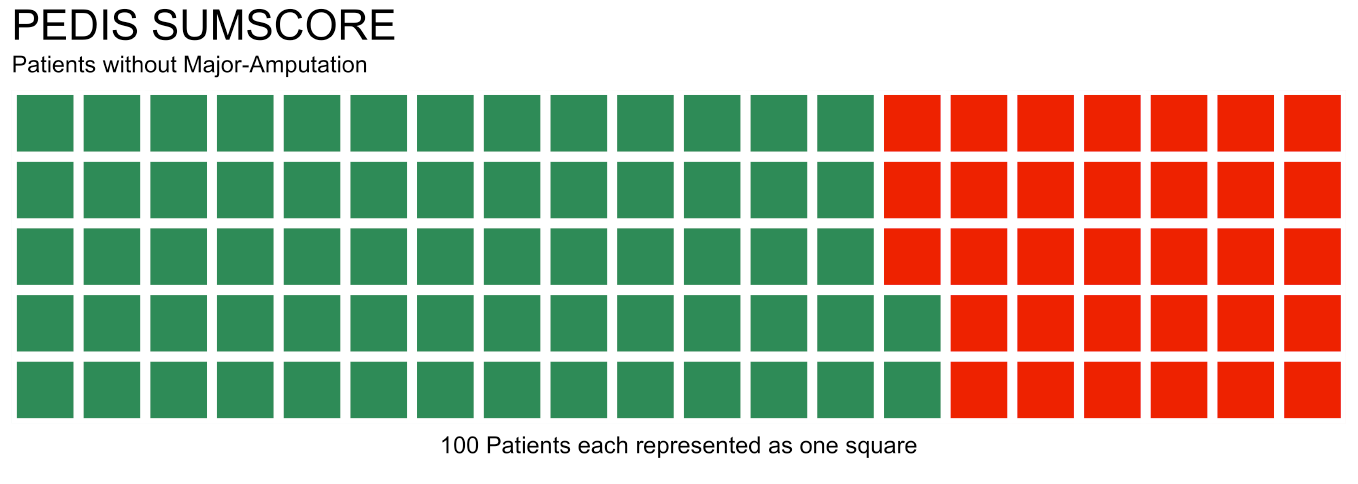 PEDIS SUMSCORE
Patients without Major-Amputation
100 Patients each represented as one square